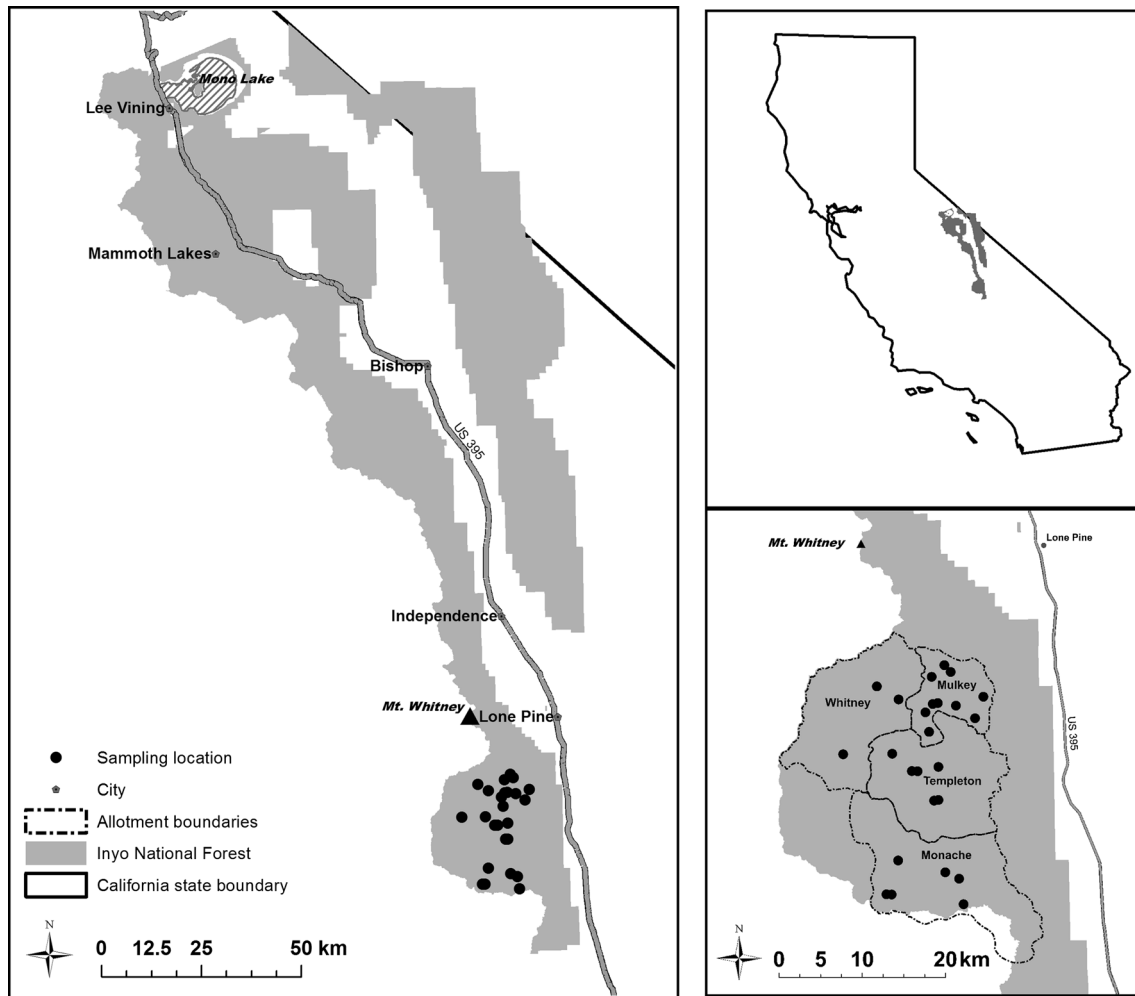 Mono Lake
Lee Vining
Mammoth Lakes
Bishop
US 395
Independence
Mt. Whitney
Lone Pine
Sampling location
City
Allotment boundaries
Inyo National Forest
California state boundary
N
0 12.5 25 50 km
Mt. Whitney
Lone Pine
Mulkey
Whitney
US 395
Templeton
Monache
N
0 5 10 20 km